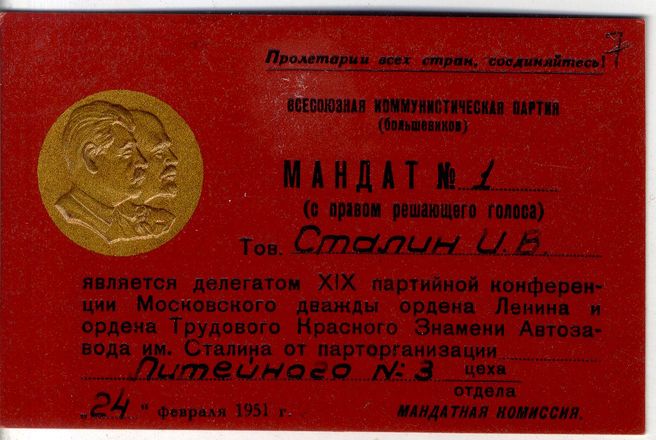 7
Пролетарии всех стран, соединяйтесь!
ВСЕСОЮЗНАЯ КОММУНИСТИЧЕСКАЯ ПАРТИЯ
(большевиков)
МАНДАТ № 1
(с правом решающего голоса)
Тов. Сталин И.В.
является делегатом XIX партийной конферен-
ции Московского дважды ордена Ленина и
ордена Трудового Красного Знамени Автоза-
вода им. Сталина от парторганизации
Литейного № 3 цеха
отдела
„24" февраля 1951 г.	МАНДАТНАЯ КОМИССИЯ.